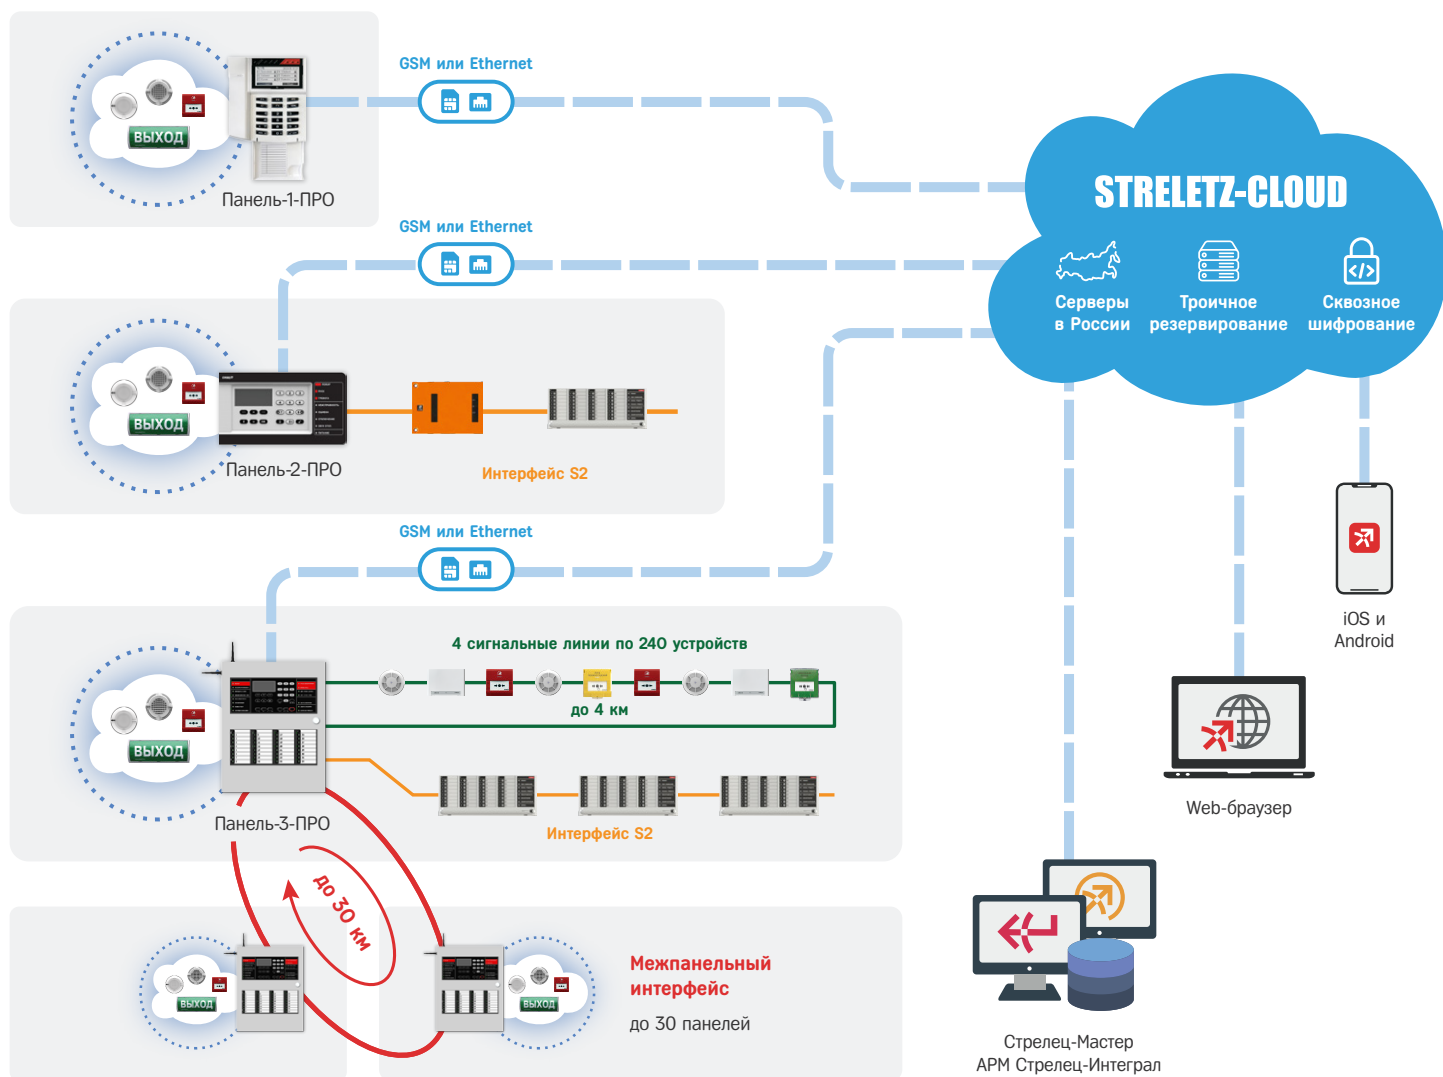 GSM или Ethernet
ВЫХОД
Панель-1-ПРО
STRELETZ-CLOUD
Серверы
в России
Троичное
резервирование
Сквозное
шифрование
GSM или Ethernet
ВЫХОД
Панель-2-ПРО
Интерфейс S2
GSM или Ethernet
iOS и
Android
4 сигнальные линии по 240 устройств
до 4 км
ВЫХОД
Панель-3-ПРО
Интерфейс S2
Web-браузер
до 30 км
ВЫХОД
ВЫХОД
Межпанельный
интерфейс
до 30 панелей
Стрелец-Мастер
АРМ Стрелец-Интеграл